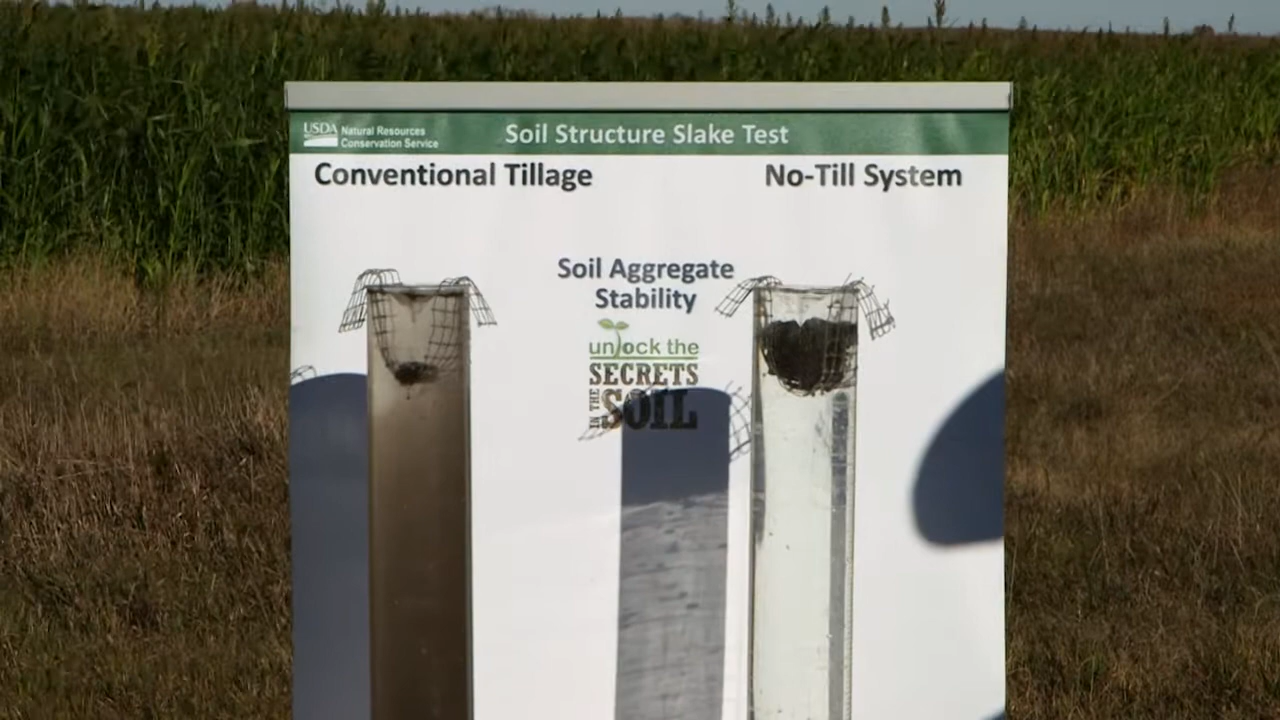 USDA
Natural Resources
Conservation Service
Soil Structure Slake Test
Conventional Tillage
No-Till System
Soil Aggregate
Stability
unlock the
SECRETS
IN THE
SOIL